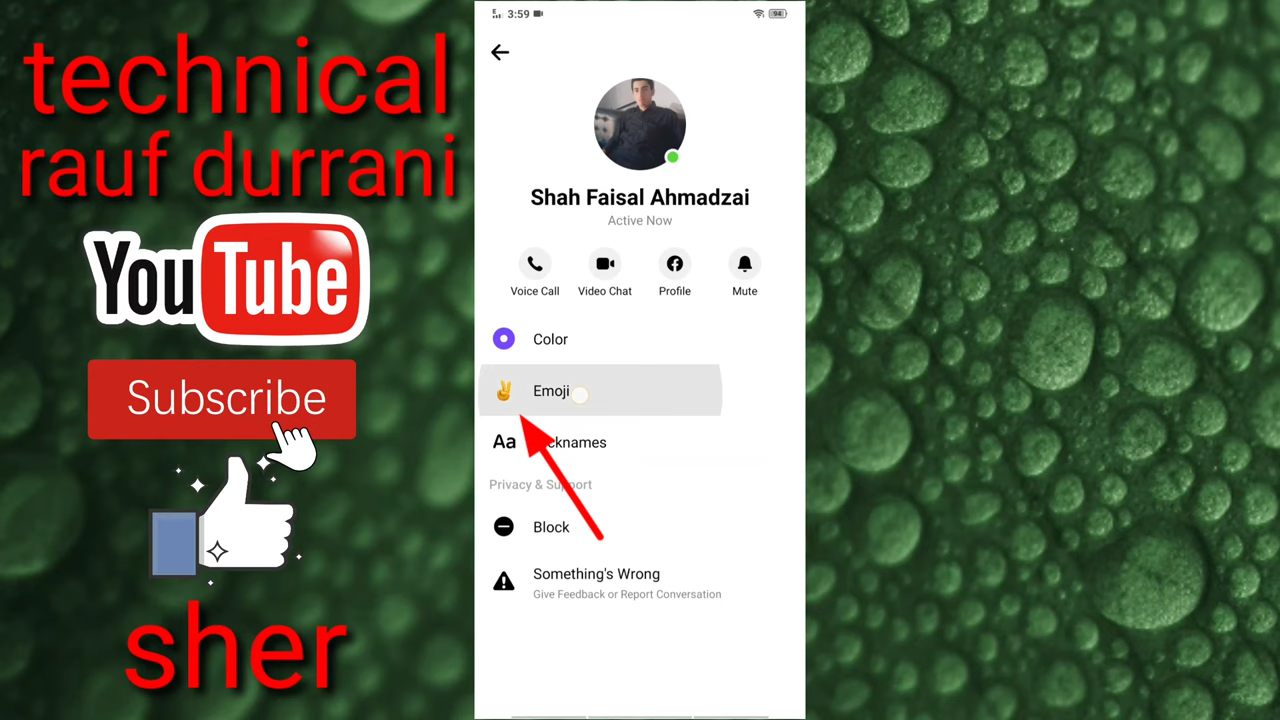 technical
rauf durrani
YouTube
Subscribe
sher
E
3:59
94
Shah Faisal Ahmadzai
Active Now
Voice Call
Video Chat
Profile
Mute
Color
Emoji
Aa
Privacy & Support
Block
Something's Wrong
Give Feedback or Report Conversation